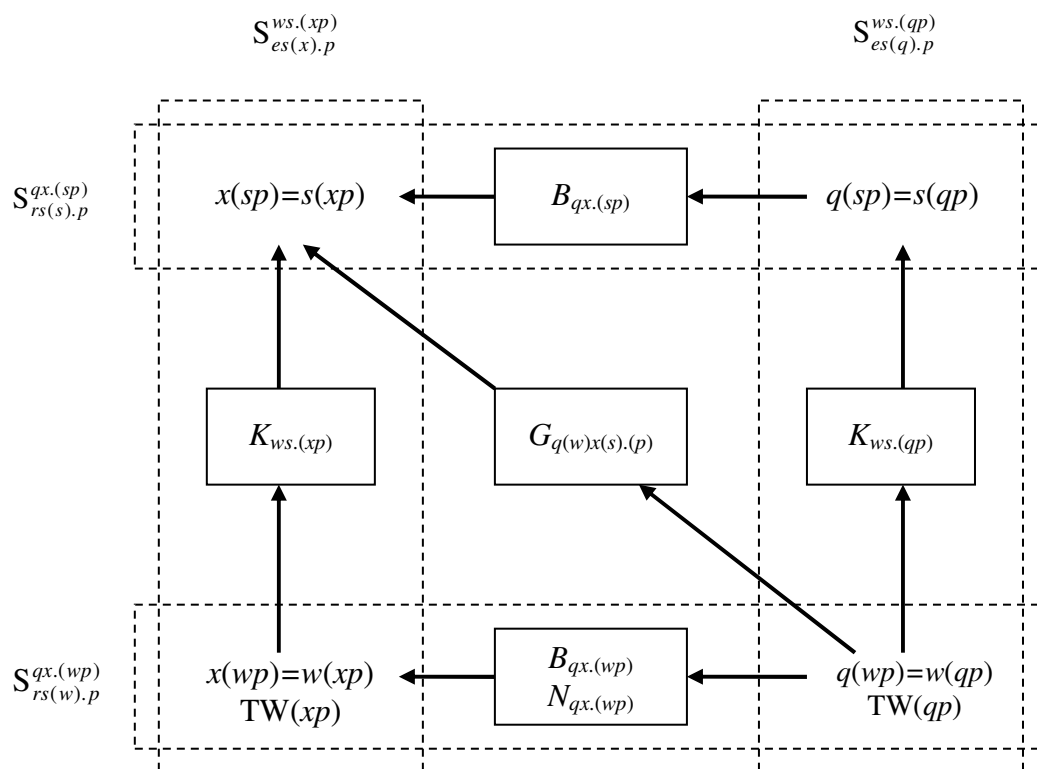 S^{ws.(xp)}_{es(x).p} S^{ws.(qp)}_{es(q).p}
S^{qx.(sp)}_{rs(s).p} x(sp)=s(xp) B_{qx.(sp)} q(sp)=s(qp)
K_{ws.(xp)} G_{q(w)x(s).(p)} K_{ws.(qp)}
S^{qx.(wp)}_{rs(w).p} x(wp)=w(xp) B_{qx.(wp)} q(wp)=w(qp)
TW(xp) N_{qx.(wp)} TW(qp)